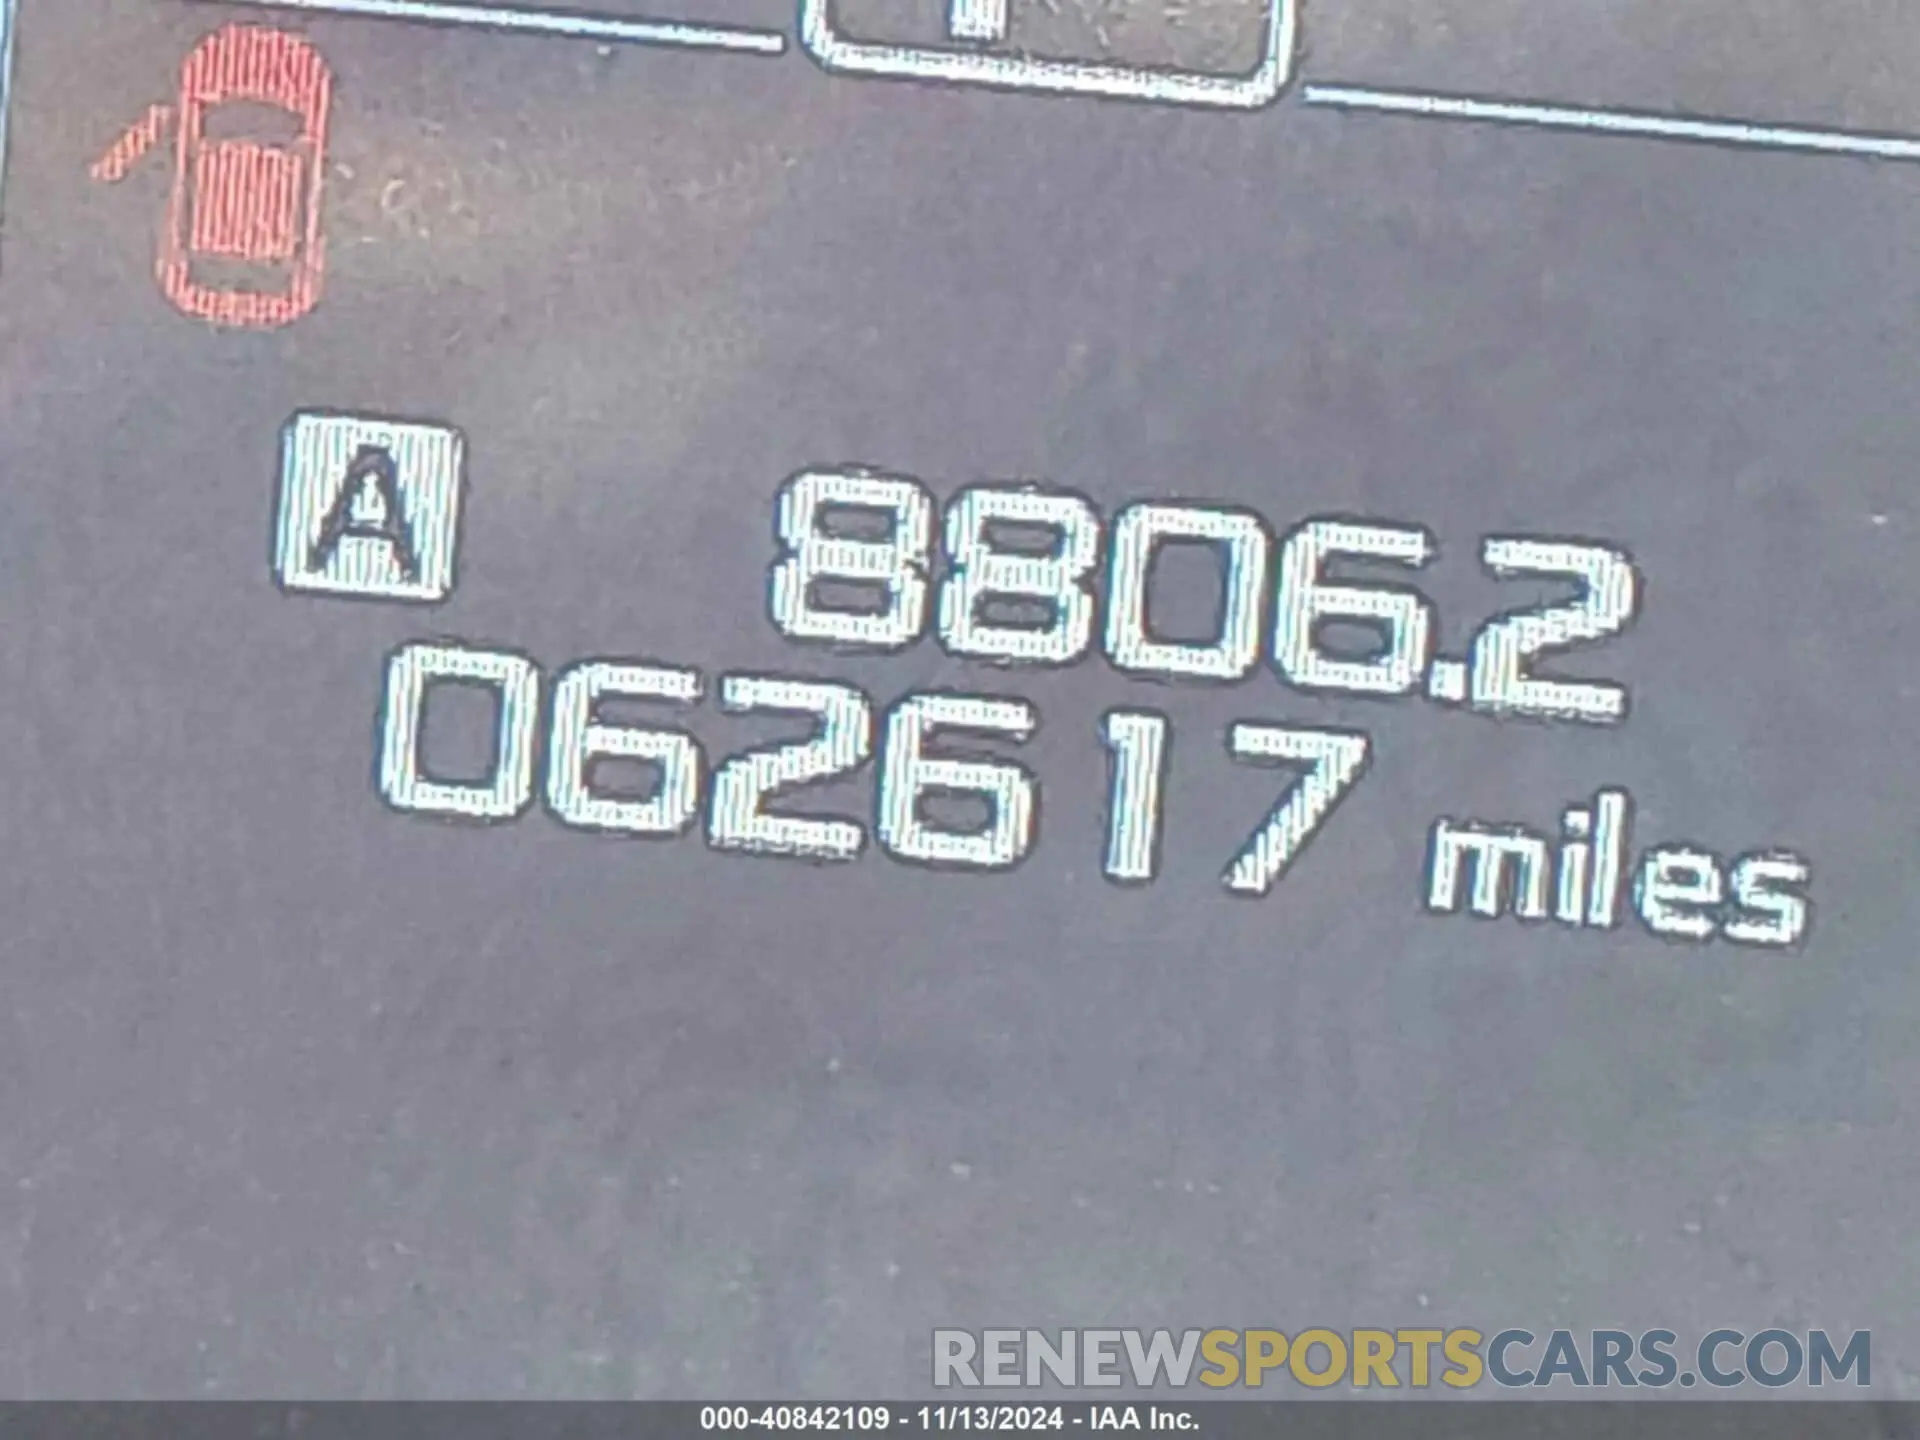 A 8806.2
062617 miles
RENEWSPORTSCARS.COM
000-40842109 - 11/13/2024 - IAA Inc.